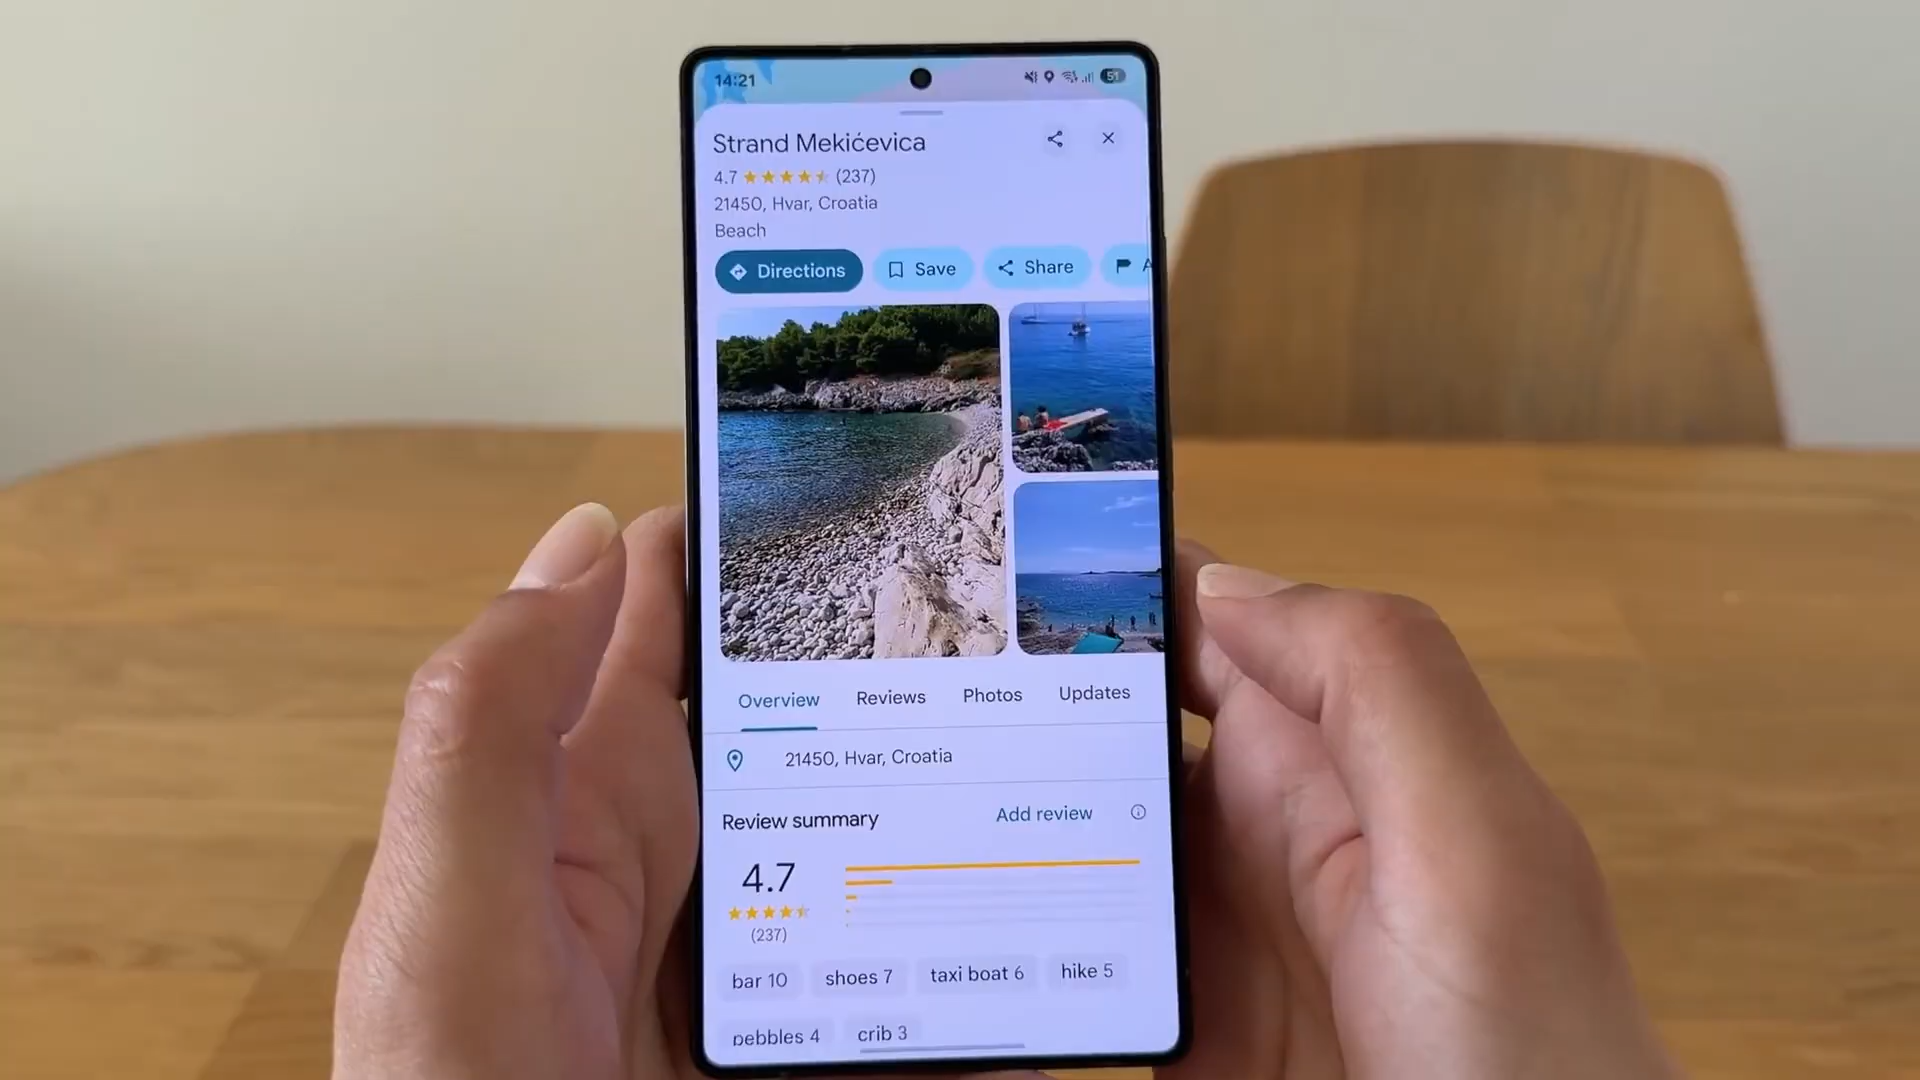 14:21 51
Strand Mekićevica
4.7 (237)
21450, Hvar, Croatia
Beach
Directions Save Share A
Overview Reviews Photos Updates
21450, Hvar, Croatia
Review summary Add review
4.7
(237)
bar 10 shoes 7 taxi boat 6 hike 5
pebbles 4 crib 3